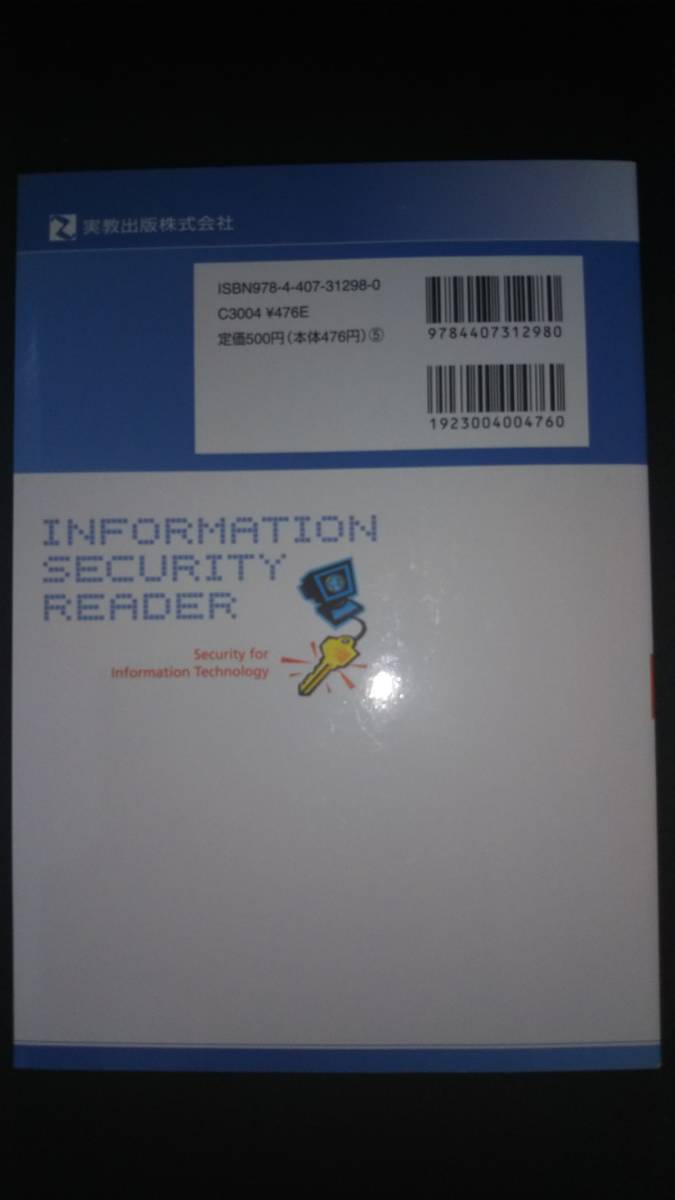 実教出版株式会社
ISBN978-4-407-31298-0
C3004 ¥476E
定価500円(本体476円)⑤
9784407312980
1923004004760
INFORMATION
SECURITY
READER
Security for
Information Technology